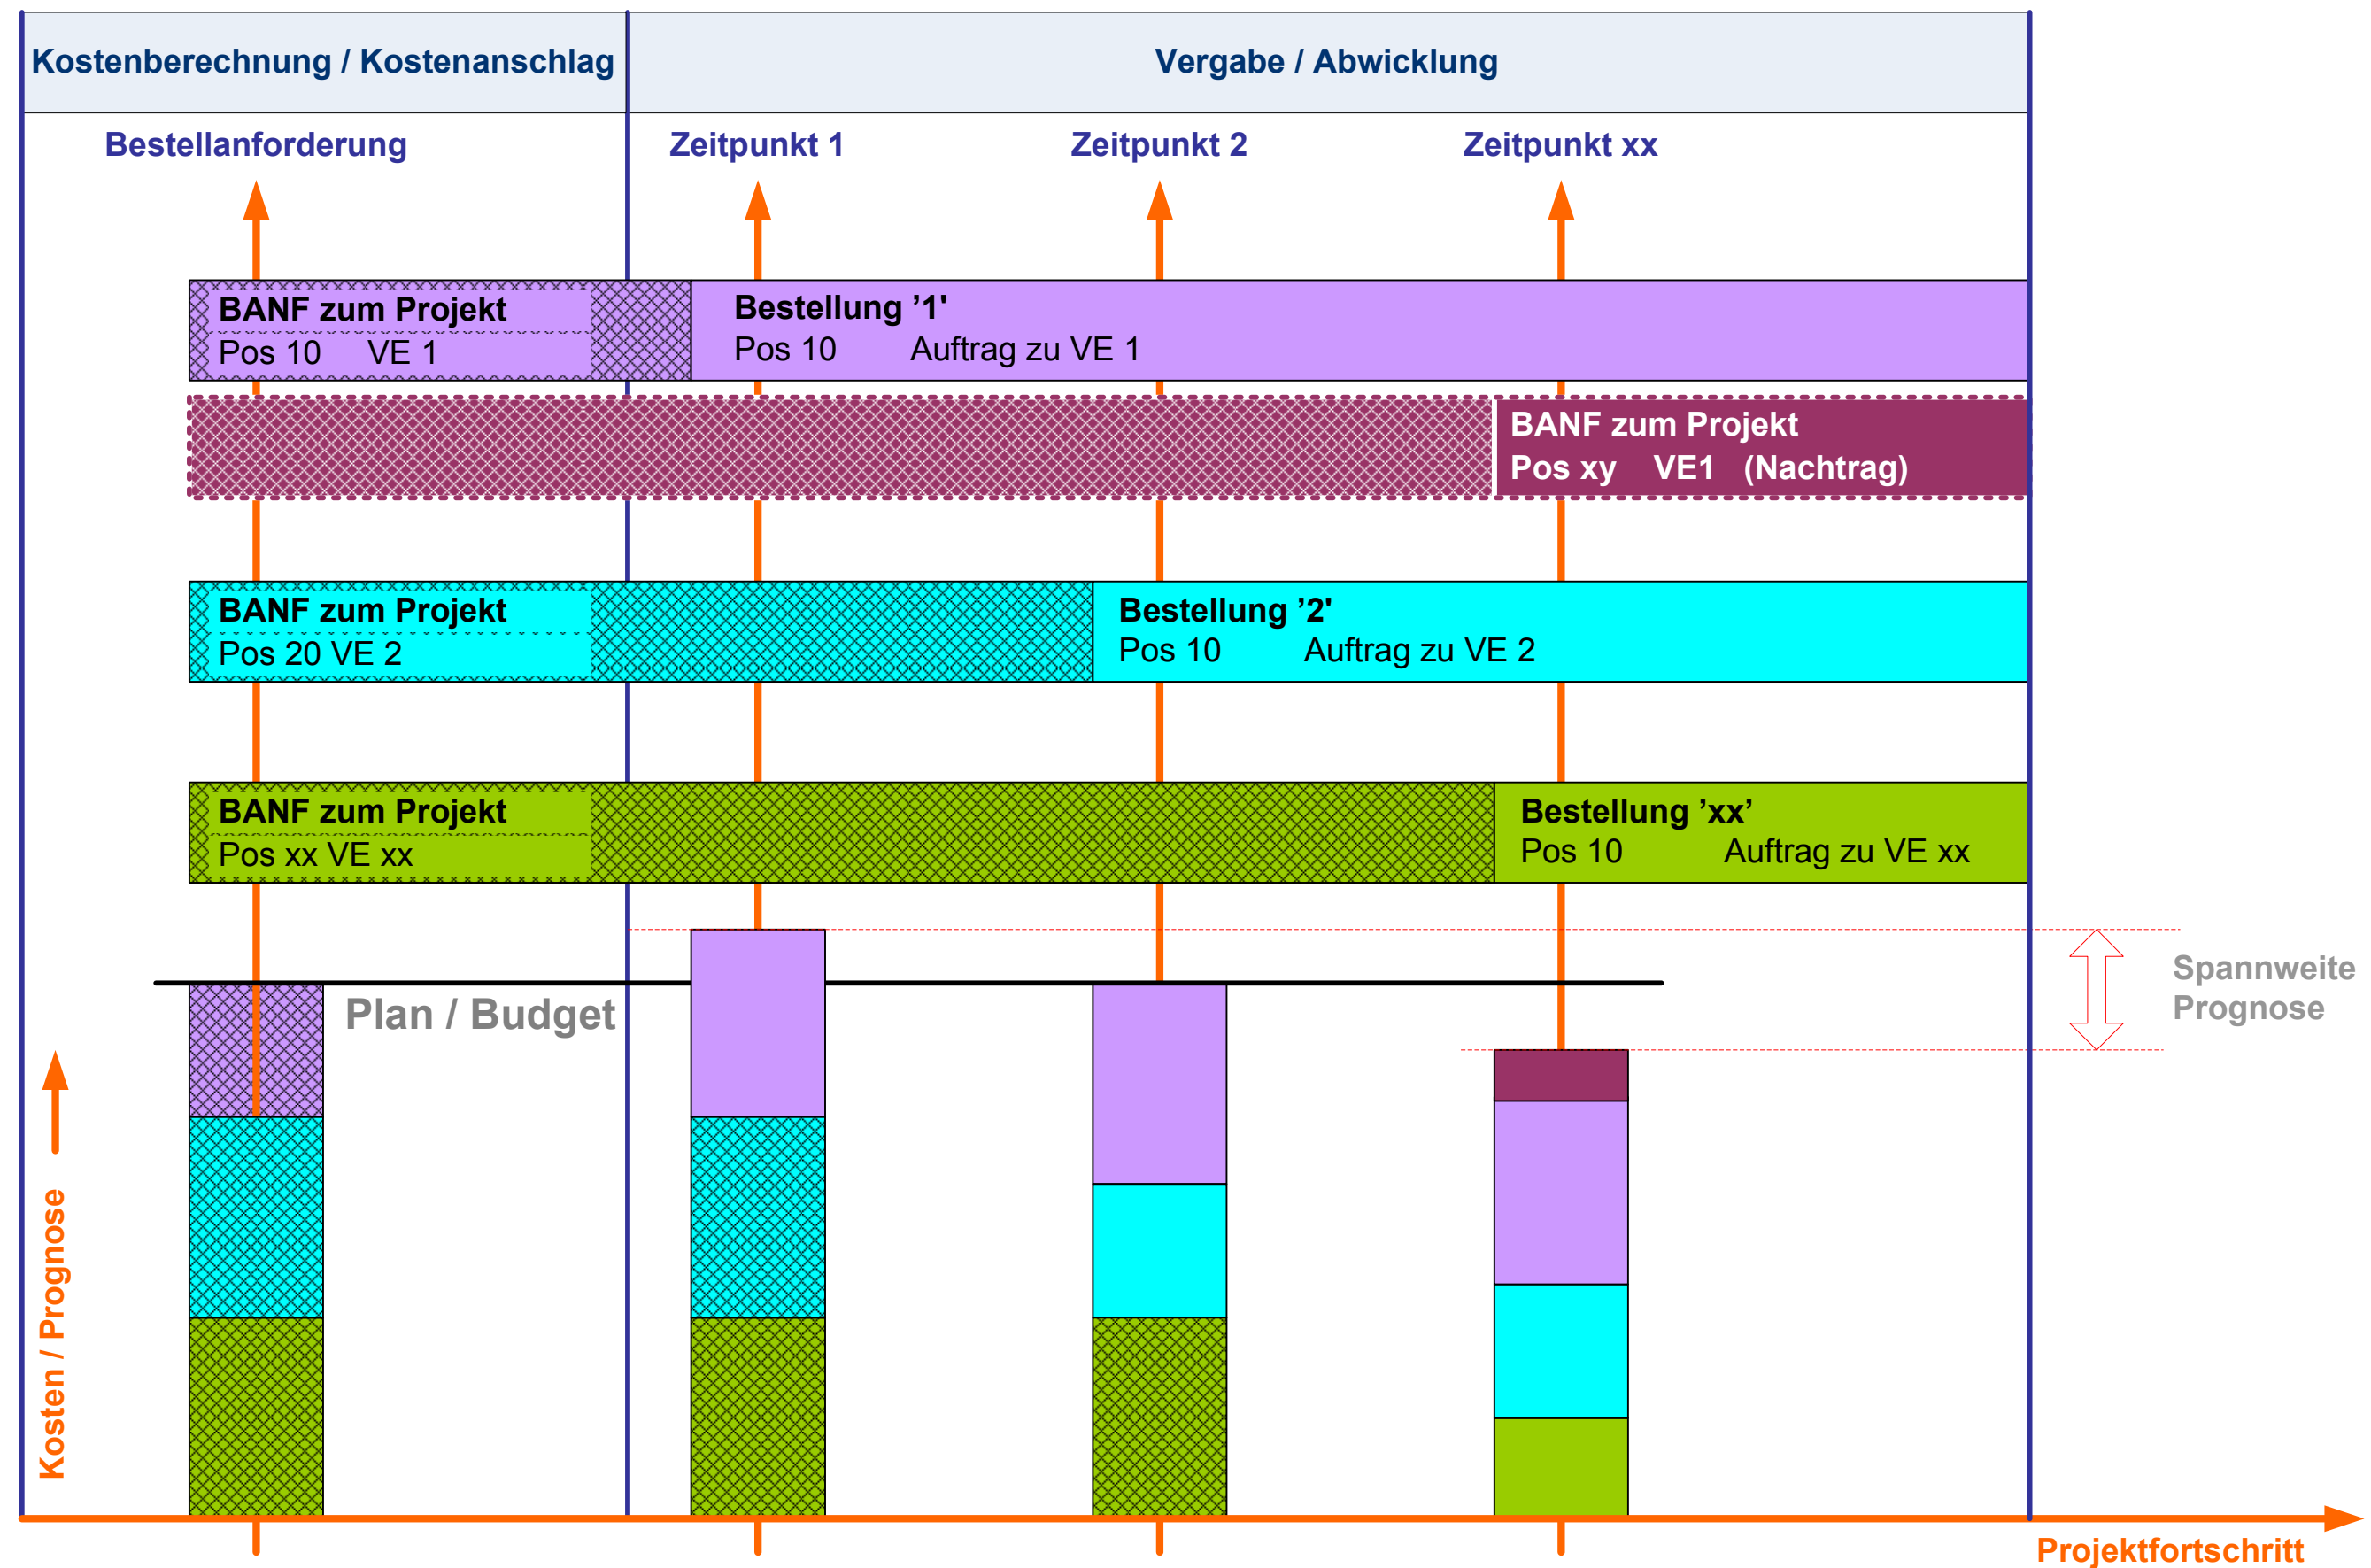 Kostenberechnung / Kostenanschlag
Vergabe / Abwicklung
Bestellanforderung
Zeitpunkt 1
Zeitpunkt 2
Zeitpunkt xx
BANF zum Projekt
Pos 10 VE 1
Bestellung ’1'
Pos 10 Auftrag zu VE 1
BANF zum Projekt
Pos xy VE1 (Nachtrag)
BANF zum Projekt
Pos 20 VE 2
Bestellung ’2'
Pos 10 Auftrag zu VE 2
BANF zum Projekt
Pos xx VE xx
Bestellung ’xx’
Pos 10 Auftrag zu VE xx
Plan / Budget
Spannweite
Prognose
Kosten / Prognose
Projektfortschritt